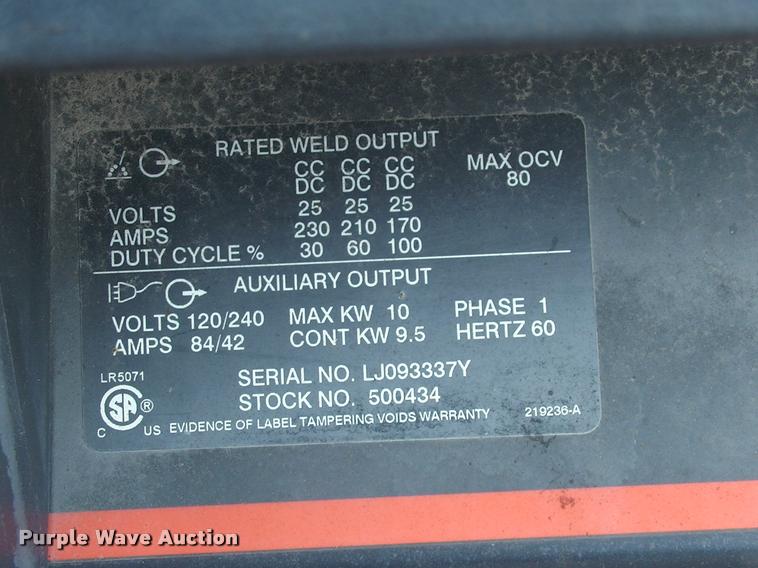 RATED WELD OUTPUT
CC CC CC
DC DC DC
MAX OCV
80
VOLTS 25 25 25
AMPS 230 210 170
DUTY CYCLE % 30 60 100
AUXILIARY OUTPUT
VOLTS 120/240 MAX KW 10 PHASE 1
AMPS 84/42 CONT KW 9.5 HERTZ 60
LR5071
SERIAL NO. LJ093337Y
STOCK NO. 500434
SA ®
C US EVIDENCE OF LABEL TAMPERING VOIDS WARRANTY 219236-A
Purple Wave Auction